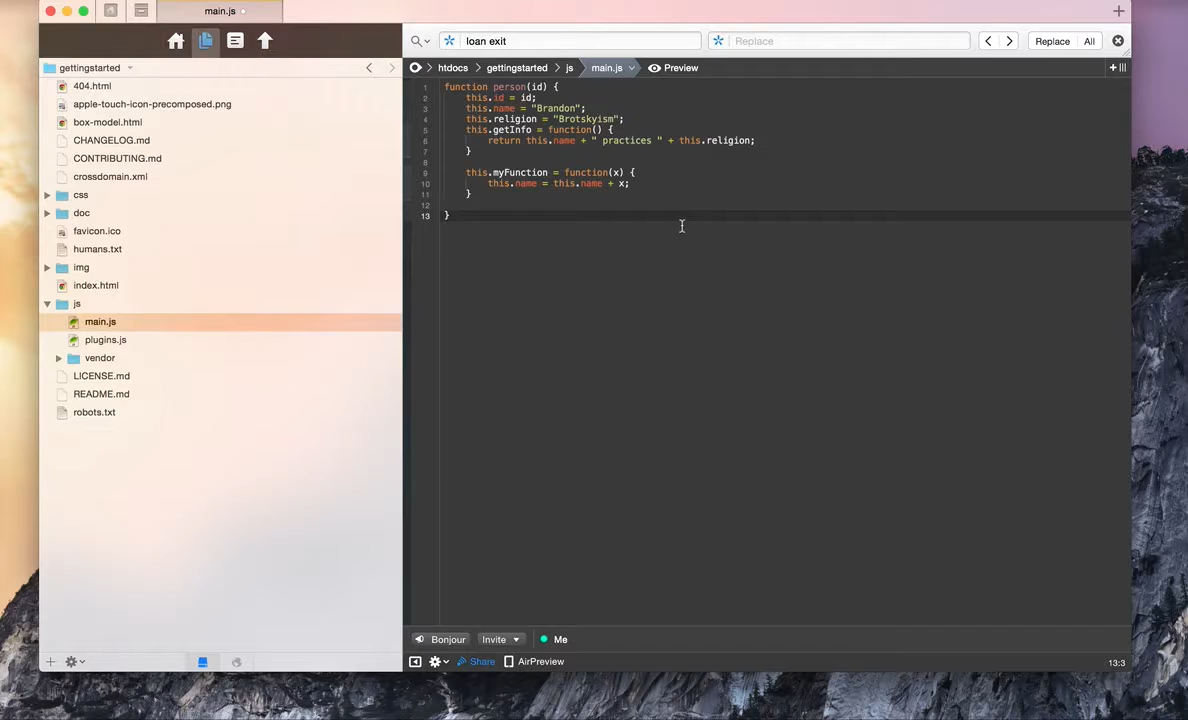 main.js
loan exit
Replace
Replace
All
gettingstarted
htdocs
gettingstarted
js
main.js
Preview
404.html
apple-touch-icon-precomposed.png
box-model.html
CHANGELOG.md
CONTRIBUTING.md
crossdomain.xml
css
doc
favicon.ico
humans.txt
img
index.html
js
main.js
plugins.js
vendor
LICENSE.md
README.md
robots.txt
1 function person(id) {
2 this.id = id;
3 this.name = "Brandon";
4 this.religion = "Brotskyism";
5 this.getInfo = function() {
6 return this.name + " practices " + this.religion;
7 }
8
9 this.myFunction = function(x) {
10 this.name = this.name + x;
11 }
12
13 }
Bonjour
Invite
Me
Share
AirPreview
13:3